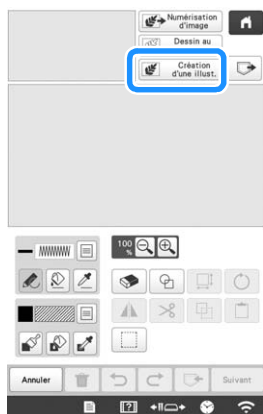 Numérisation
d'image
Dessin au
Création
d'une illust.
100
%
Annuler
Suivant